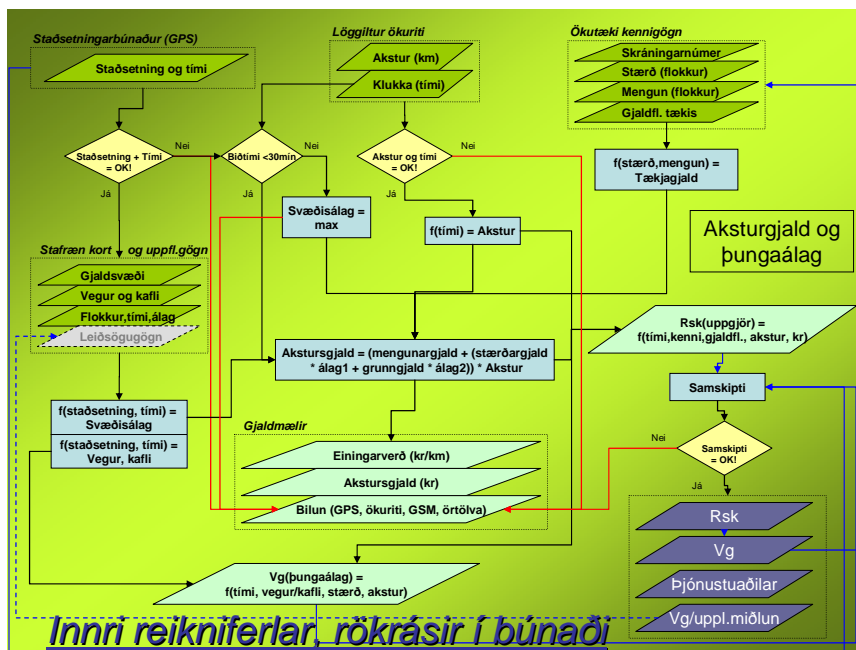 Staðsetningarbúnaður (GPS)
Staðsetning og tími
Löggiltur ökuriti
Akstur (km)
Klukka (tími)
Ökutæki kennigögn
Skráningarnúmer
Stærð (flokkur)
Mengun (flokkur)
Gjaldfl. tækis
Staðsetning + Tími
= OK!
Nei
Já
Biðtími <30mín
Nei
Já
Akstur og tími
= OK!
Nei
Já
f(stærð,mengun) =
Tækjagjald
Svæðisálag =
max
f(tími) = Akstur
Aksturgjald og
þungaálag
Stafræn kort og uppfl.gögn
Gjaldsvæði
Vegur og kafli
Flokkur,tími,álag
Leiðsögugögn
Akstursgjald = (mengunargjald + (stærðargjald
* álag1 + grunngjald * álag2)) * Akstur
Rsk(uppgjör) =
f(tími,kenni,gjaldfl., akstur, kr)
Samskipti
f(staðsetning, tími) =
Svæðisálag
f(staðsetning, tími) =
Vegur, kafli
Gjaldmælir
Einingarverð (kr/km)
Akstursgjald (kr)
Bilun (GPS, ökuriti, GSM, örtölva)
Nei
Samskipti
= OK!
Já
Rsk
Vg
Þjónustuaðilar
Vg/uppl.miðlun
Vg(þungaálag) =
f(tími, vegur/kafli, stærð, akstur)
Innri reikniferlar, rökrásir í búnaði